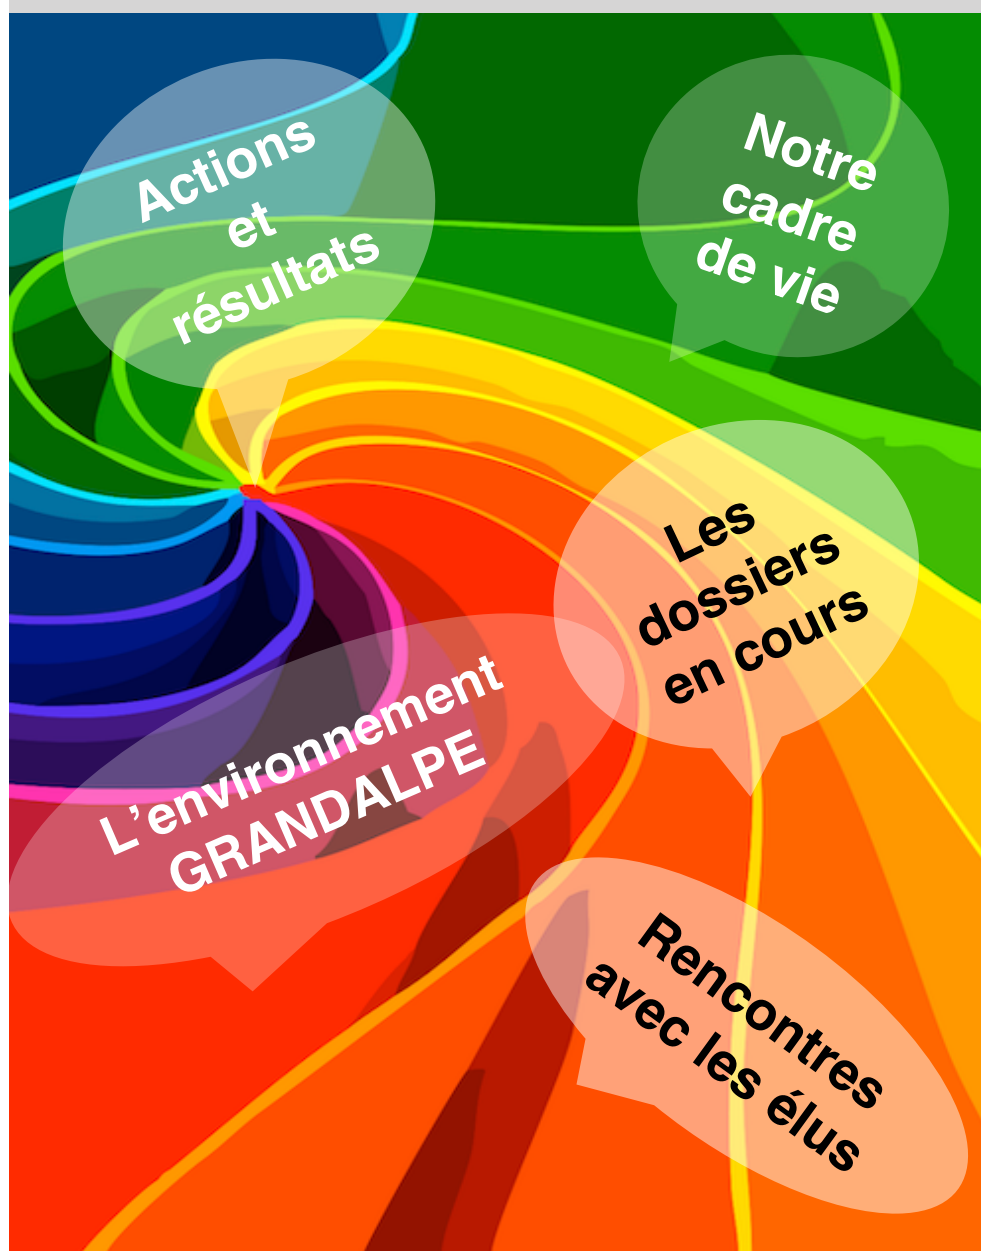 Actions
et
résultats
Notre
cadre
de vie
Les
dossiers
en cours
L’environnement
GRANDALPE
Rencontres
avec les élus